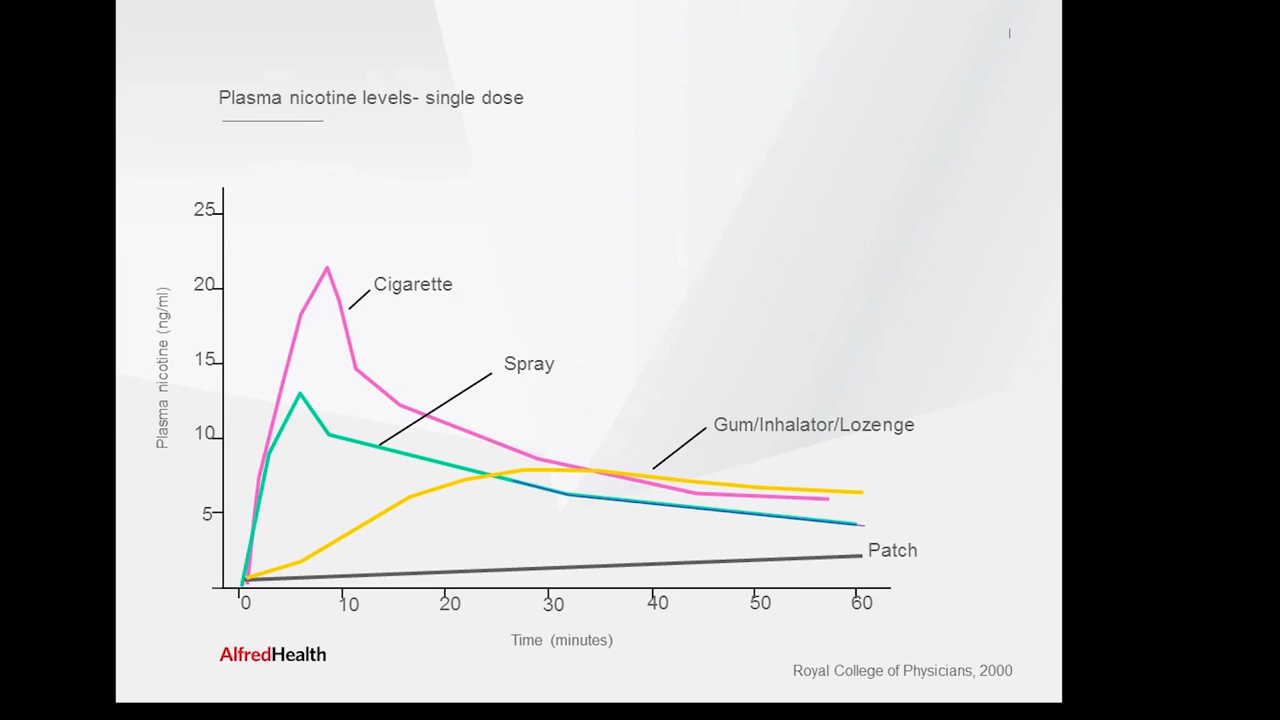 Plasma nicotine levels- single dose
25
20
15
10
5
Plasma nicotine (ng/ml)
Cigarette
Spray
Gum/Inhalator/Lozenge
Patch
0 10 20 30 40 50 60
Time (minutes)
AlfredHealth
Royal College of Physicians, 2000